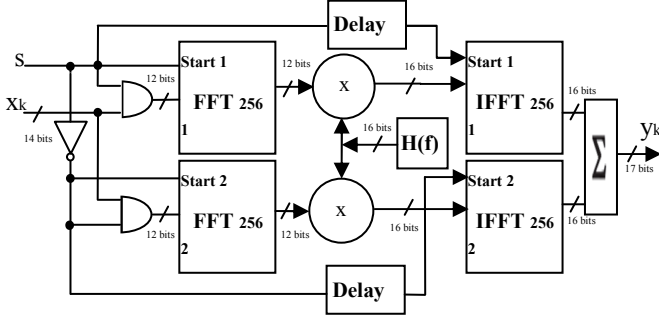 Delay
S
Start 1
12 bits
FFT 256
1
12 bits
X
16 bits
Start 1
IFFT 256
1
16 bits
Xk
14 bits
16 bits
H(f)
Σ
yk
17 bits
Start 2
12 bits
FFT 256
2
12 bits
X
16 bits
Start 2
IFFT 256
2
16 bits
Delay